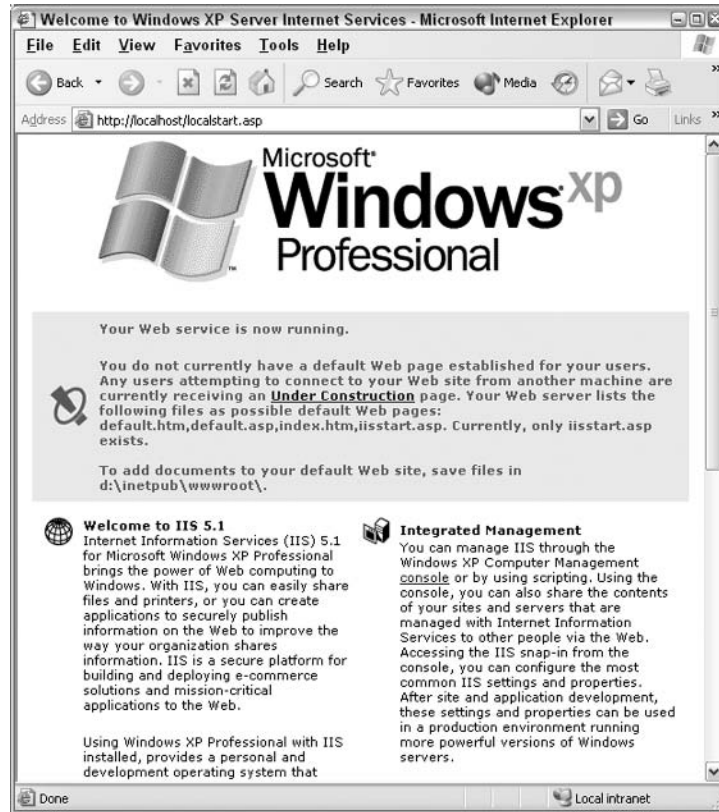 Welcome to Windows XP Server Internet Services - Microsoft Internet Explorer
File Edit View Favorites Tools Help
Back Search Favorites Media »
Address http://localhost/localstart.asp Go Links »
Microsoft®
Windows xp
Professional
Your Web service is now running.
You do not currently have a default Web page established for your users.
Any users attempting to connect to your Web site from another machine are
currently receiving an Under Construction page. Your Web server lists the
following files as possible default Web pages:
default.htm,default.asp,index.htm,iisstart.asp. Currently, only iisstart.asp
exists.
To add documents to your default Web site, save files in
d:\inetpub\wwwroot\.
Welcome to IIS 5.1
Internet Information Services (IIS) 5.1
for Microsoft Windows XP Professional
brings the power of Web computing to
Windows. With IIS, you can easily share
files and printers, or you can create
applications to securely publish
information on the Web to improve the
way your organization shares
information. IIS is a secure platform for
building and deploying e-commerce
solutions and mission-critical
applications to the Web.
Using Windows XP Professional with IIS
installed, provides a personal and
development operating system that
Integrated Management
You can manage IIS through the
Windows XP Computer Management
console or by using scripting. Using the
console, you can also share the contents
of your sites and servers that are
managed with Internet Information
Services to other people via the Web.
Accessing the IIS snap-in from the
console, you can configure the most
common IIS settings and properties.
After site and application development,
these settings and properties can be used
in a production environment running
more powerful versions of Windows
servers.
Done Local intranet